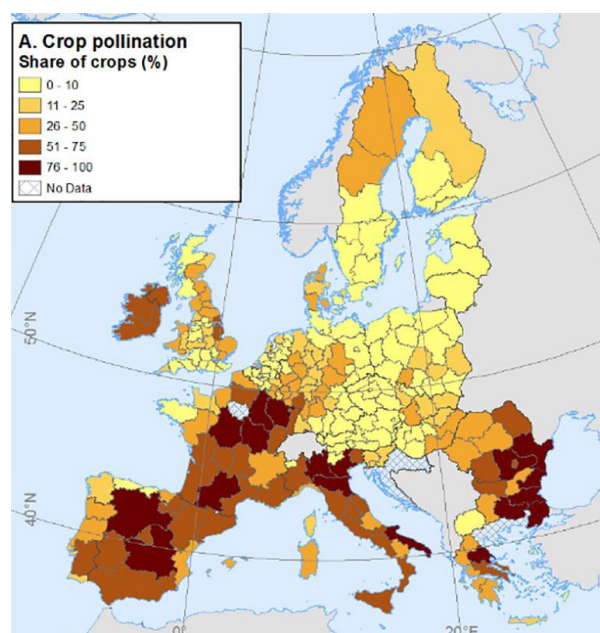 A. Crop pollination
Share of crops (%)
0 - 10
11 - 25
26 - 50
51 - 75
76 - 100
No Data
50°N
40°N
0°
20°E